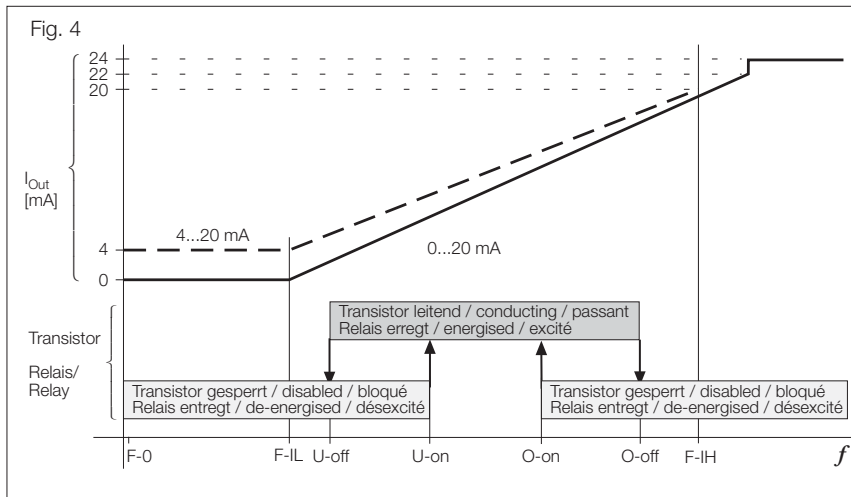 Fig. 4
24
22
20
I_Out
[mA]
4...20 mA
4
0...20 mA
0
Transistor leitend / conducting / passant
Relais erregt / energised / excité
Transistor
Relais/
Relay
Transistor gesperrt / disabled / bloqué
Relais entregt / de-energised / désexcité
Transistor gesperrt / disabled / bloqué
Relais entregt / de-energised / désexcité
F-0 F-IL U-off U-on O-on O-off F-IH f